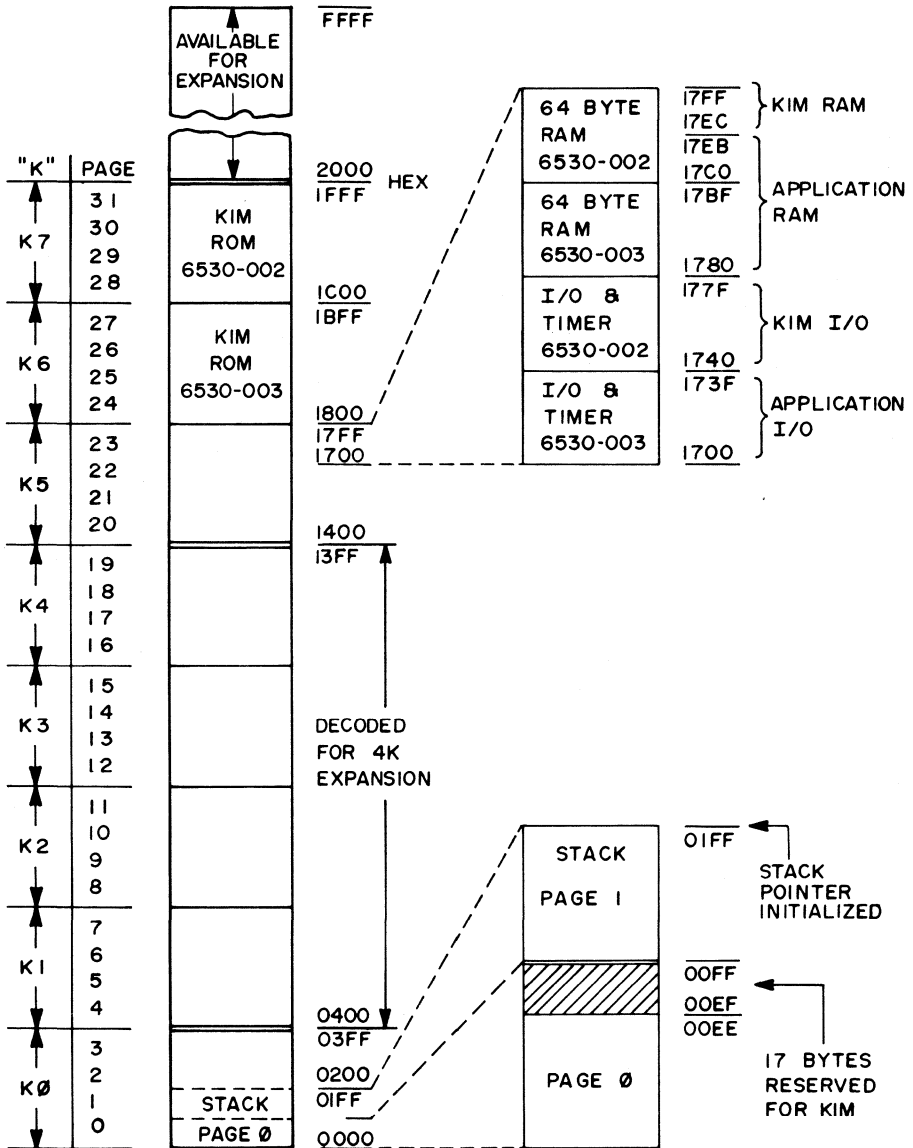 FFFF
AVAILABLE
FOR
EXPANSION
"K" PAGE
2000 HEX
1FFF
K7
31
30
29
28
KIM
ROM
6530-002
1C00
1BFF
K6
27
26
25
24
KIM
ROM
6530-003
1800
17FF
1700
K5
23
22
21
20
1400
13FF
K4
19
18
17
16
K3
15
14
13
12
DECODED
FOR 4K
EXPANSION
K2
11
10
9
8
K1
7
6
5
4
0400
03FF
KØ
3
2
1
0
0200
01FF
STACK
PAGE Ø
0000
64 BYTE
RAM
6530-002
17FF
17EC
KIM RAM
17EB
17C0
64 BYTE
RAM
6530-003
17BF
1780
APPLICATION
RAM
I/O &
TIMER
6530-002
177F
1740
KIM I/O
I/O &
TIMER
6530-003
173F
1700
APPLICATION
I/O
STACK
PAGE 1
01FF
STACK
POINTER
INITIALIZED
00FF
00EF
00EE
17 BYTES
RESERVED
FOR KIM
PAGE Ø